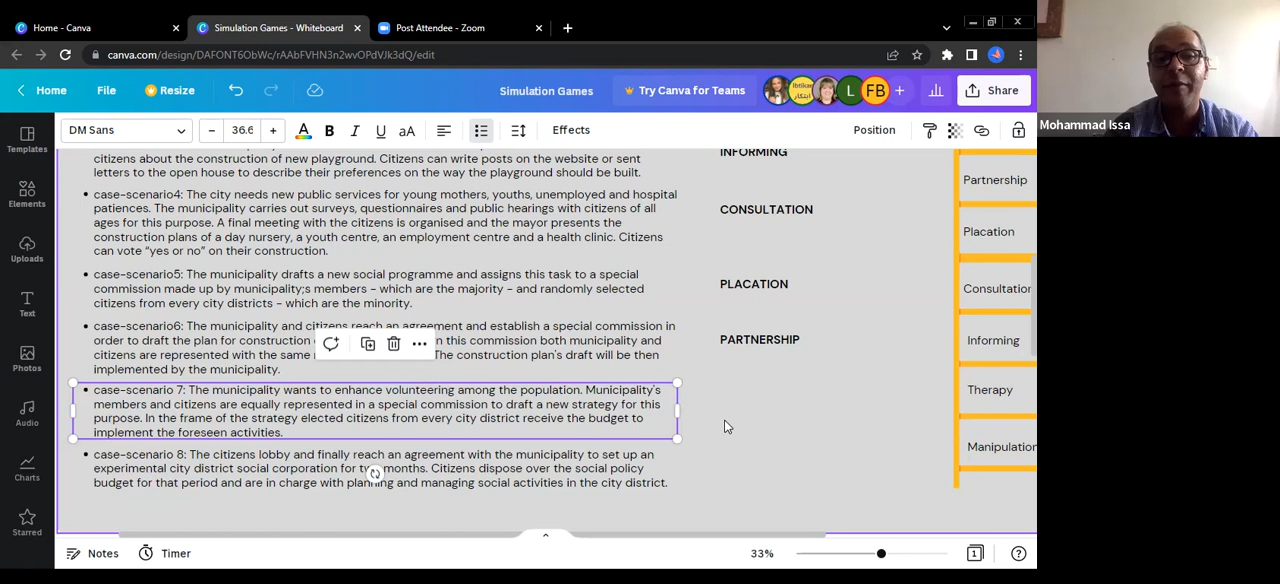 Home - Canva
Simulation Games - Whiteboard
Post Attendee - Zoom
canva.com/design/DAFONT6ObWc/rAAbFVHN3n2wvOPdVJk3dQ/edit
Home
File
Resize
Simulation Games
Try Canva for Teams
ibtikar
ابتكار
L
FB
Share
DM Sans
36.6
A
B
I
U
aA
Effects
Position
Templates
Elements
Uploads
Text
Photos
Audio
Charts
Starred
citizens about the construction of new playground. Citizens can write posts on the website or sent
letters to the open house to describe their preferences on the way the playground should be built.
case-scenario4: The city needs new public services for young mothers, youths, unemployed and hospital
patiences. The municipality carries out surveys, questionnaires and public hearings with citizens of all
ages for this purpose. A final meeting with the citizens is organised and the mayor presents the
construction plans of a day nursery, a youth centre, an employment centre and a health clinic. Citizens
can vote “yes or no” on their construction.
case-scenario5: The municipality drafts a new social programme and assigns this task to a special
commission made up by municipality;s members - which are the majority - and randomly selected
citizens from every city districts - which are the minority.
case-scenario6: The municipality and citizens reach an agreement and establish a special commission in
order to draft the plan for construction in this commission both municipality and
citizens are represented with the same The construction plan's draft will be then
implemented by the municipality.
case-scenario 7: The municipality wants to enhance volunteering among the population. Municipality's
members and citizens are equally represented in a special commission to draft a new strategy for this
purpose. In the frame of the strategy elected citizens from every city district receive the budget to
implement the foreseen activities.
case-scenario 8: The citizens lobby and finally reach an agreement with the municipality to set up an
experimental city district social corporation for months. Citizens dispose over the social policy
budget for that period and are in charge with planning and managing social activities in the city district.
INFORMING
CONSULTATION
PLACATION
PARTNERSHIP
Partnership
Placation
Consultation
Informing
Therapy
Manipulation
Notes
Timer
33%
1
Mohammad Issa